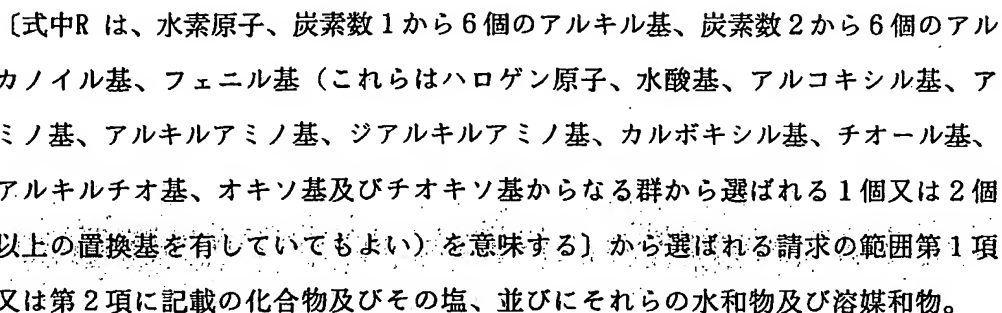 〔式中R は、水素原子、炭素数1から6個のアルキル基、炭素数2から6個のアル
カノイル基、フェニル基（これらはハロゲン原子、水酸基、アルコキシル基、ア
ミノ基、アルキルアミノ基、ジアルキルアミノ基、カルボキシル基、チオール基、
アルキルチオ基、オキソ基及びチオキソ基からなる群から選ばれる1個又は2個
以上の置換基を有していてもよい）を意味する〕から選ばれる請求の範囲第1項
又は第2項に記載の化合物及びその塩、並びにそれらの水和物及び溶媒和物。